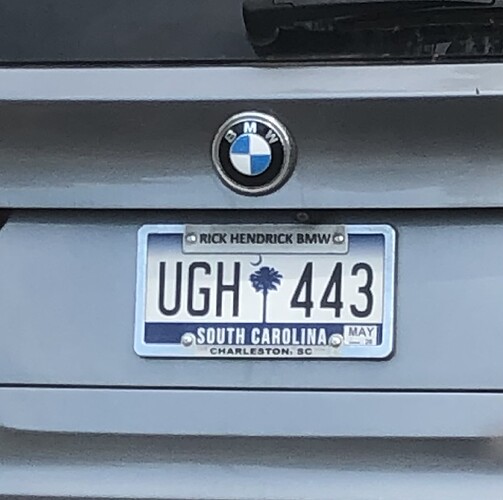 BMW
RICK HENDRICK BMW
UGH 443
SOUTH CAROLINA MAY
CHARLESTON, SC